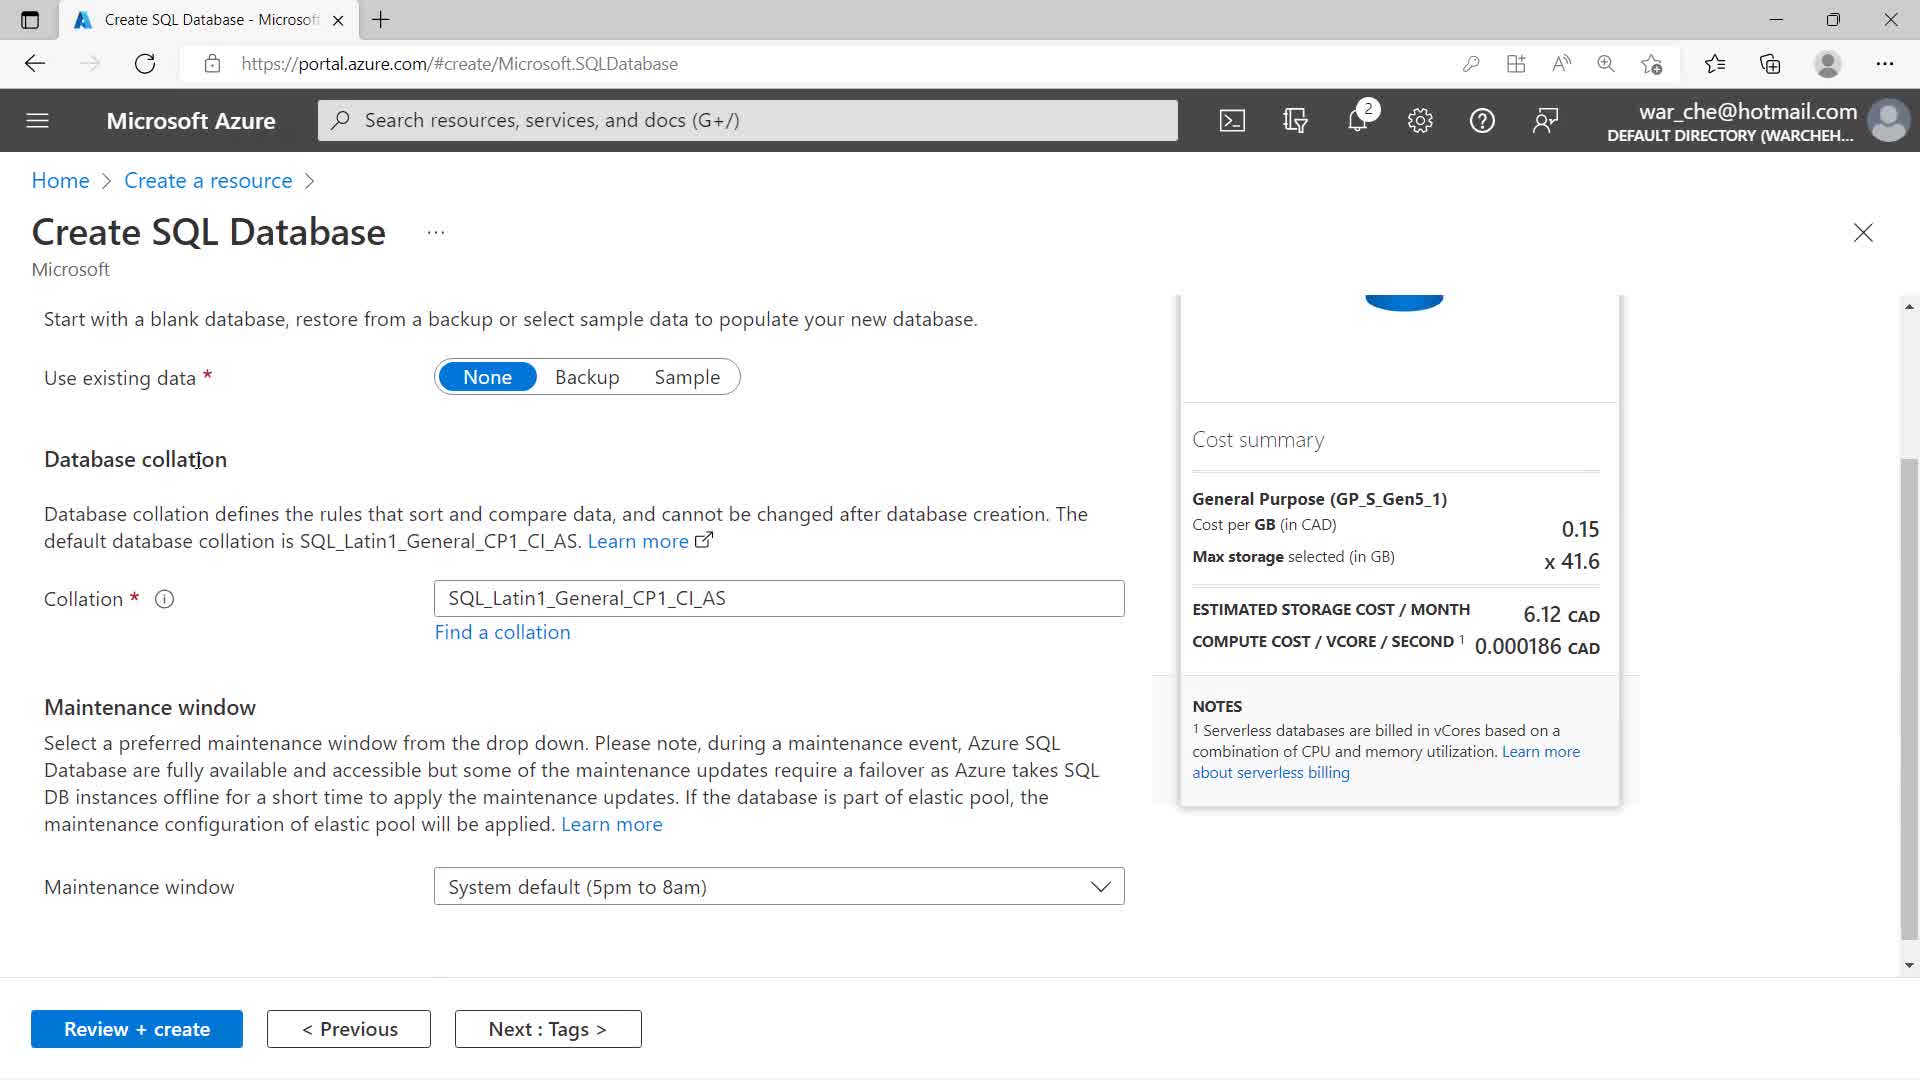 Create SQL Database - Microsof
https://portal.azure.com/#create/Microsoft.SQLDatabase
Microsoft Azure
Search resources, services, and docs (G+/)
2
war_che@hotmail.com
DEFAULT DIRECTORY (WARCHEH...
Home > Create a resource >
Create SQL Database ...
Microsoft
Start with a blank database, restore from a backup or select sample data to populate your new database.
Use existing data *
None Backup Sample
Database collation
Database collation defines the rules that sort and compare data, and cannot be changed after database creation. The
default database collation is SQL_Latin1_General_CP1_CI_AS. Learn more
Collation *
SQL_Latin1_General_CP1_CI_AS
Find a collation
Maintenance window
Select a preferred maintenance window from the drop down. Please note, during a maintenance event, Azure SQL
Database are fully available and accessible but some of the maintenance updates require a failover as Azure takes SQL
DB instances offline for a short time to apply the maintenance updates. If the database is part of elastic pool, the
maintenance configuration of elastic pool will be applied. Learn more
Maintenance window
System default (5pm to 8am)
Cost summary
General Purpose (GP_S_Gen5_1)
Cost per GB (in CAD) 0.15
Max storage selected (in GB) x 41.6
ESTIMATED STORAGE COST / MONTH 6.12 CAD
COMPUTE COST / VCORE / SECOND ¹ 0.000186 CAD
NOTES
¹ Serverless databases are billed in vCores based on a
combination of CPU and memory utilization. Learn more
about serverless billing
Review + create
< Previous
Next : Tags >